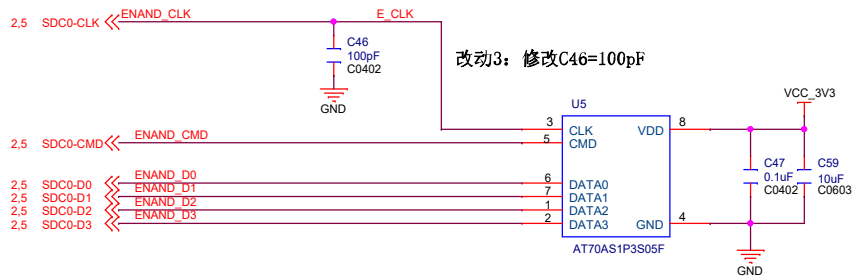 2,5 SDC0-CLK ENAND_CLK E_CLK
C46
100pF
C0402
GND
改动3：修改C46=100pF
VCC_3V3
U5
3 CLK VDD 8
2,5 SDC0-CMD ENAND_CMD 5 CMD
2,5 SDC0-D0 ENAND_D0 6 DATA0
2,5 SDC0-D1 ENAND_D1 7 DATA1
2,5 SDC0-D2 ENAND_D2 1 DATA2
2,5 SDC0-D3 ENAND_D3 2 DATA3 GND 4
AT70AS1P3S05F
C47
0.1uF
C0402
C59
10uF
C0603
GND